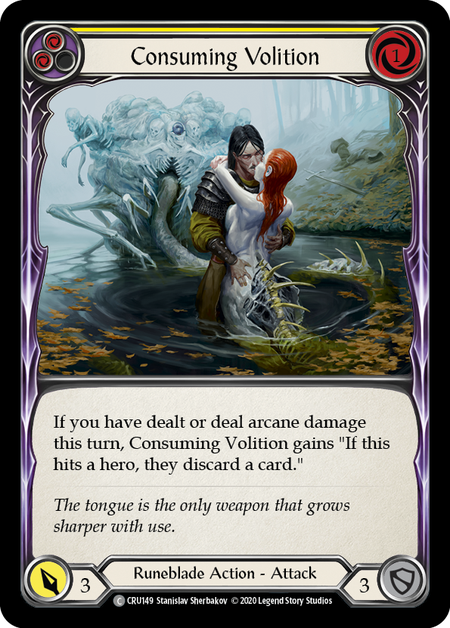 Consuming Volition
1
If you have dealt or deal arcane damage
this turn, Consuming Volition gains "If this
hits a hero, they discard a card."
The tongue is the only weapon that grows
sharper with use.
3
Runeblade Action - Attack
3
C CRU149 Stanislav Sherbakov © 2020 Legend Story Studios